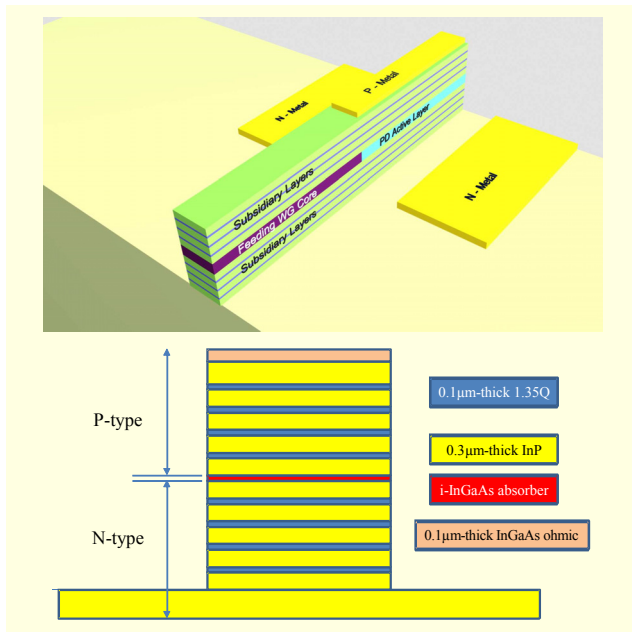 N - Metal
P - Metal
PD Active Layer
Subsidiary Layers
Feeding WG Core
Subsidiary Layers
N - Metal
P-type
N-type
0.1μm-thick 1.35Q
0.3μm-thick InP
i-InGaAs absorber
0.1μm-thick InGaAs ohmic